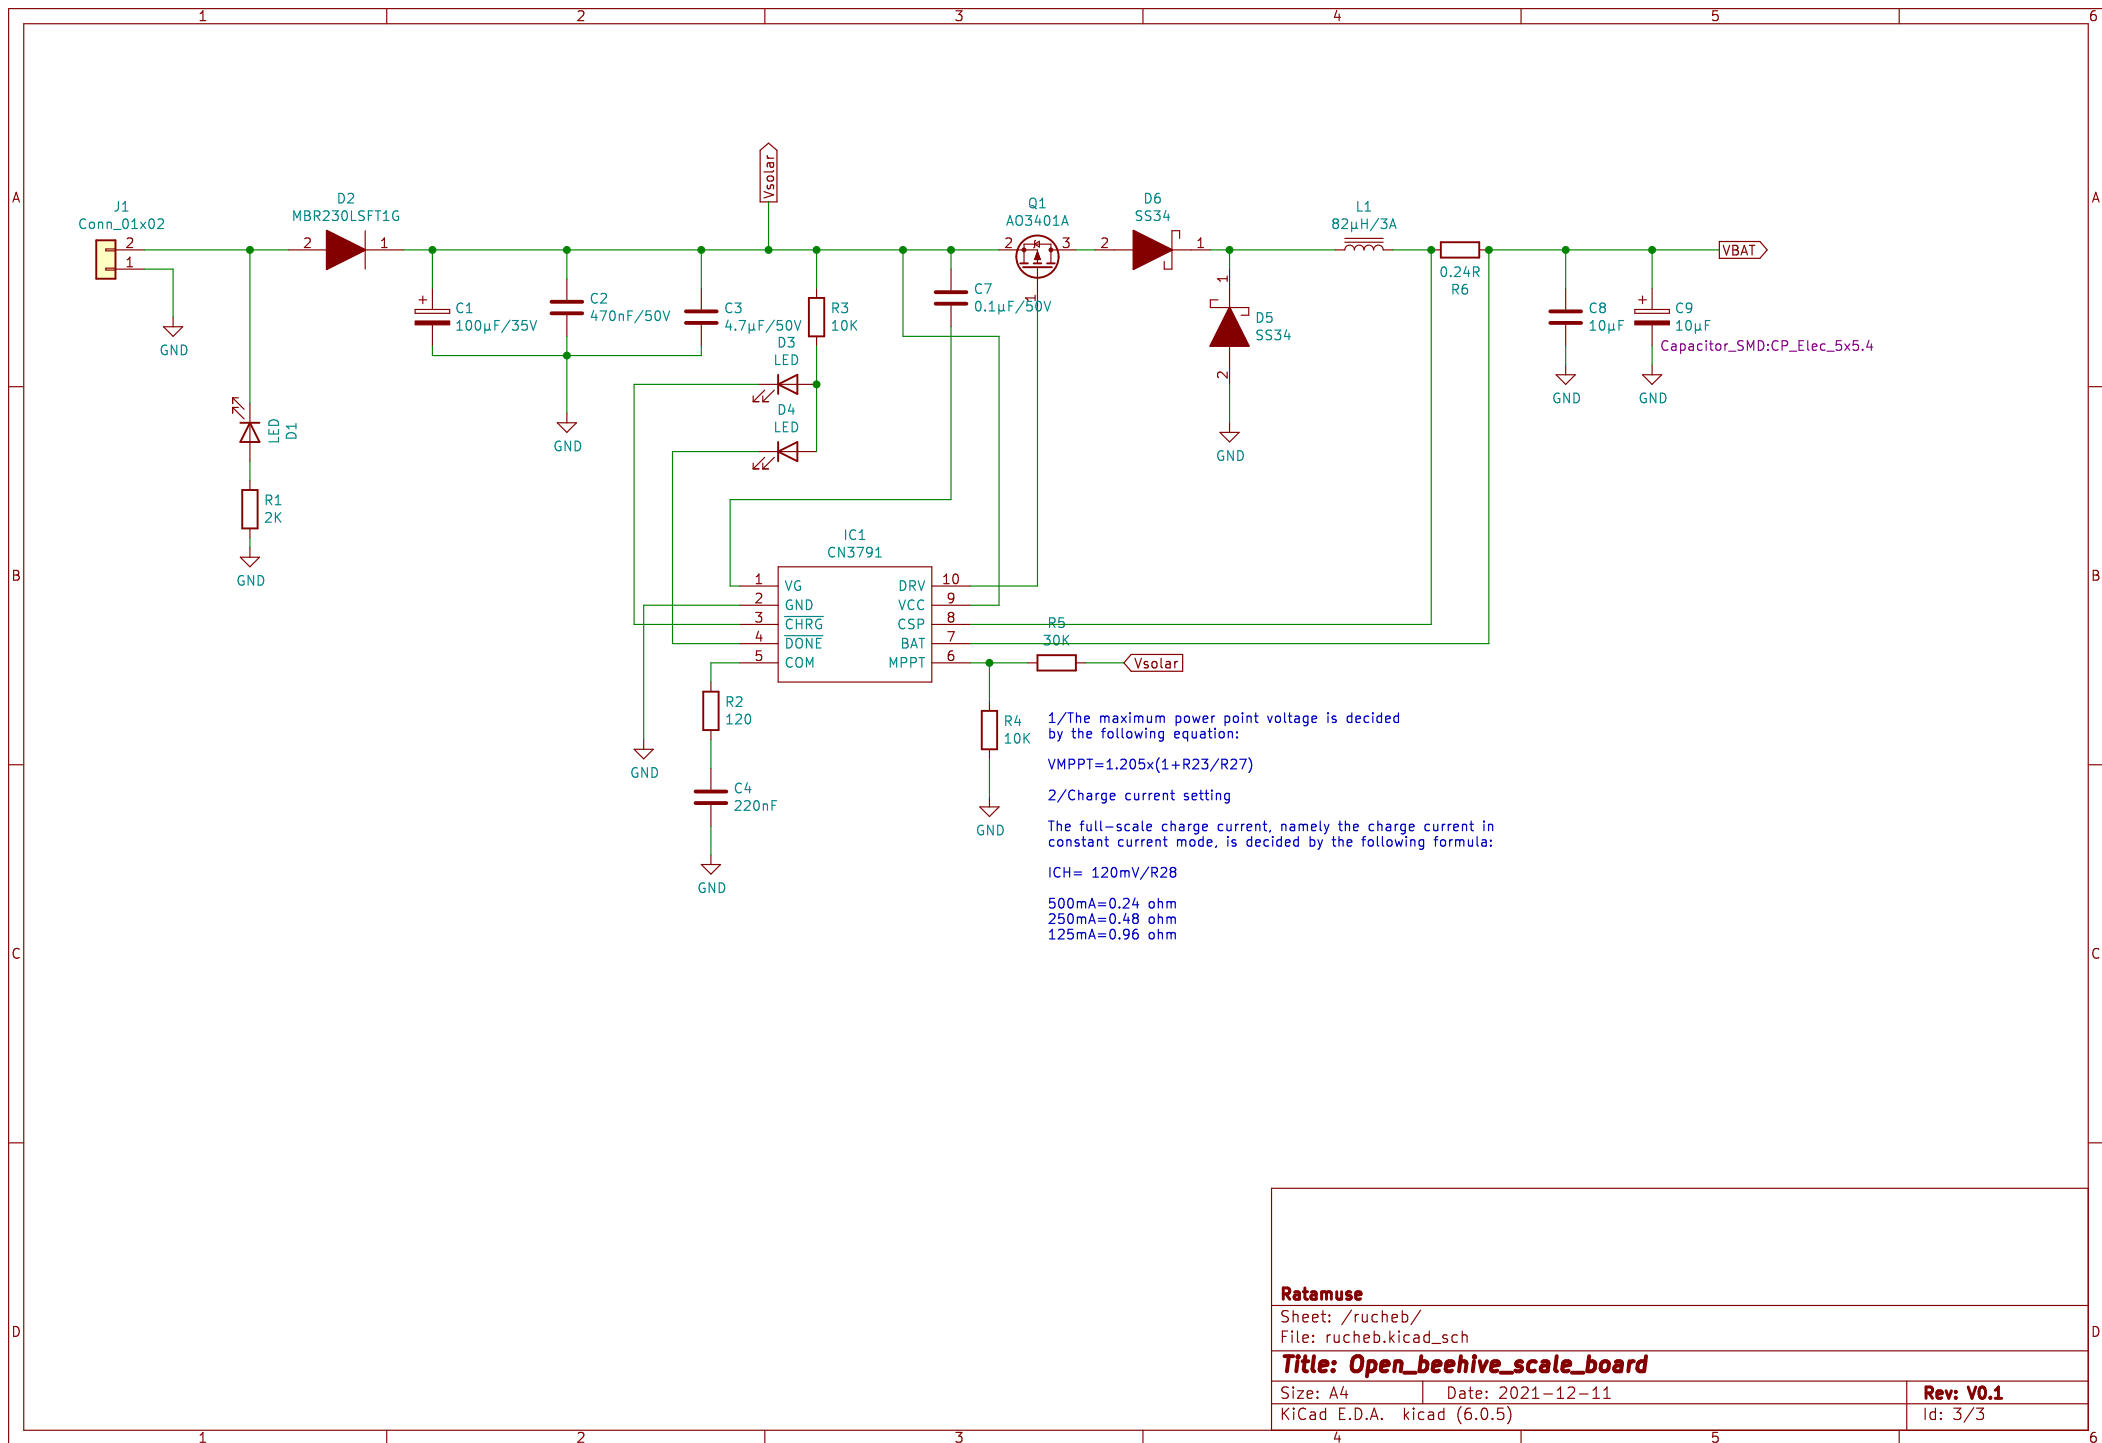 1 2 3 4 5 6
A
A
B
B
C
C
D
D
Vsolar
J1
Conn_01x02
2
1
GND
D2
MBR230LSFT1G
2
1
LED
D1
R1
2K
GND
C1
100µF/35V
C2
470nF/50V
C3
4.7µF/50V
GND
R3
10K
D3
LED
D4
LED
C7
0.1µF/50V
Q1
AO3401A
2
3
1
D6
SS34
2
1
D5
SS34
1
2
GND
L1
82µH/3A
0.24R
R6
VBAT
C8
10µF
GND
C9
10µF
Capacitor_SMD:CP_Elec_5x5.4
GND
IC1
CN3791
1 VG
2 GND
3 CHRG
4 DONE
5 COM
DRV 10
VCC 9
CSP 8
BAT 7
MPPT 6
R5
30K
Vsolar
R4
10K
GND
GND
R2
120
C4
220nF
GND
1/The maximum power point voltage is decided
by the following equation:
VMPPT=1.205x(1+R23/R27)
2/Charge current setting
The full-scale charge current, namely the charge current in
constant current mode, is decided by the following formula:
ICH= 120mV/R28
500mA=0.24 ohm
250mA=0.48 ohm
125mA=0.96 ohm
Ratamuse
Sheet: /rucheb/
File: rucheb.kicad_sch
Title: Open_beehive_scale_board
Size: A4 Date: 2021-12-11 Rev: V0.1
KiCad E.D.A. kicad (6.0.5) Id: 3/3
1 2 3 4 5 6